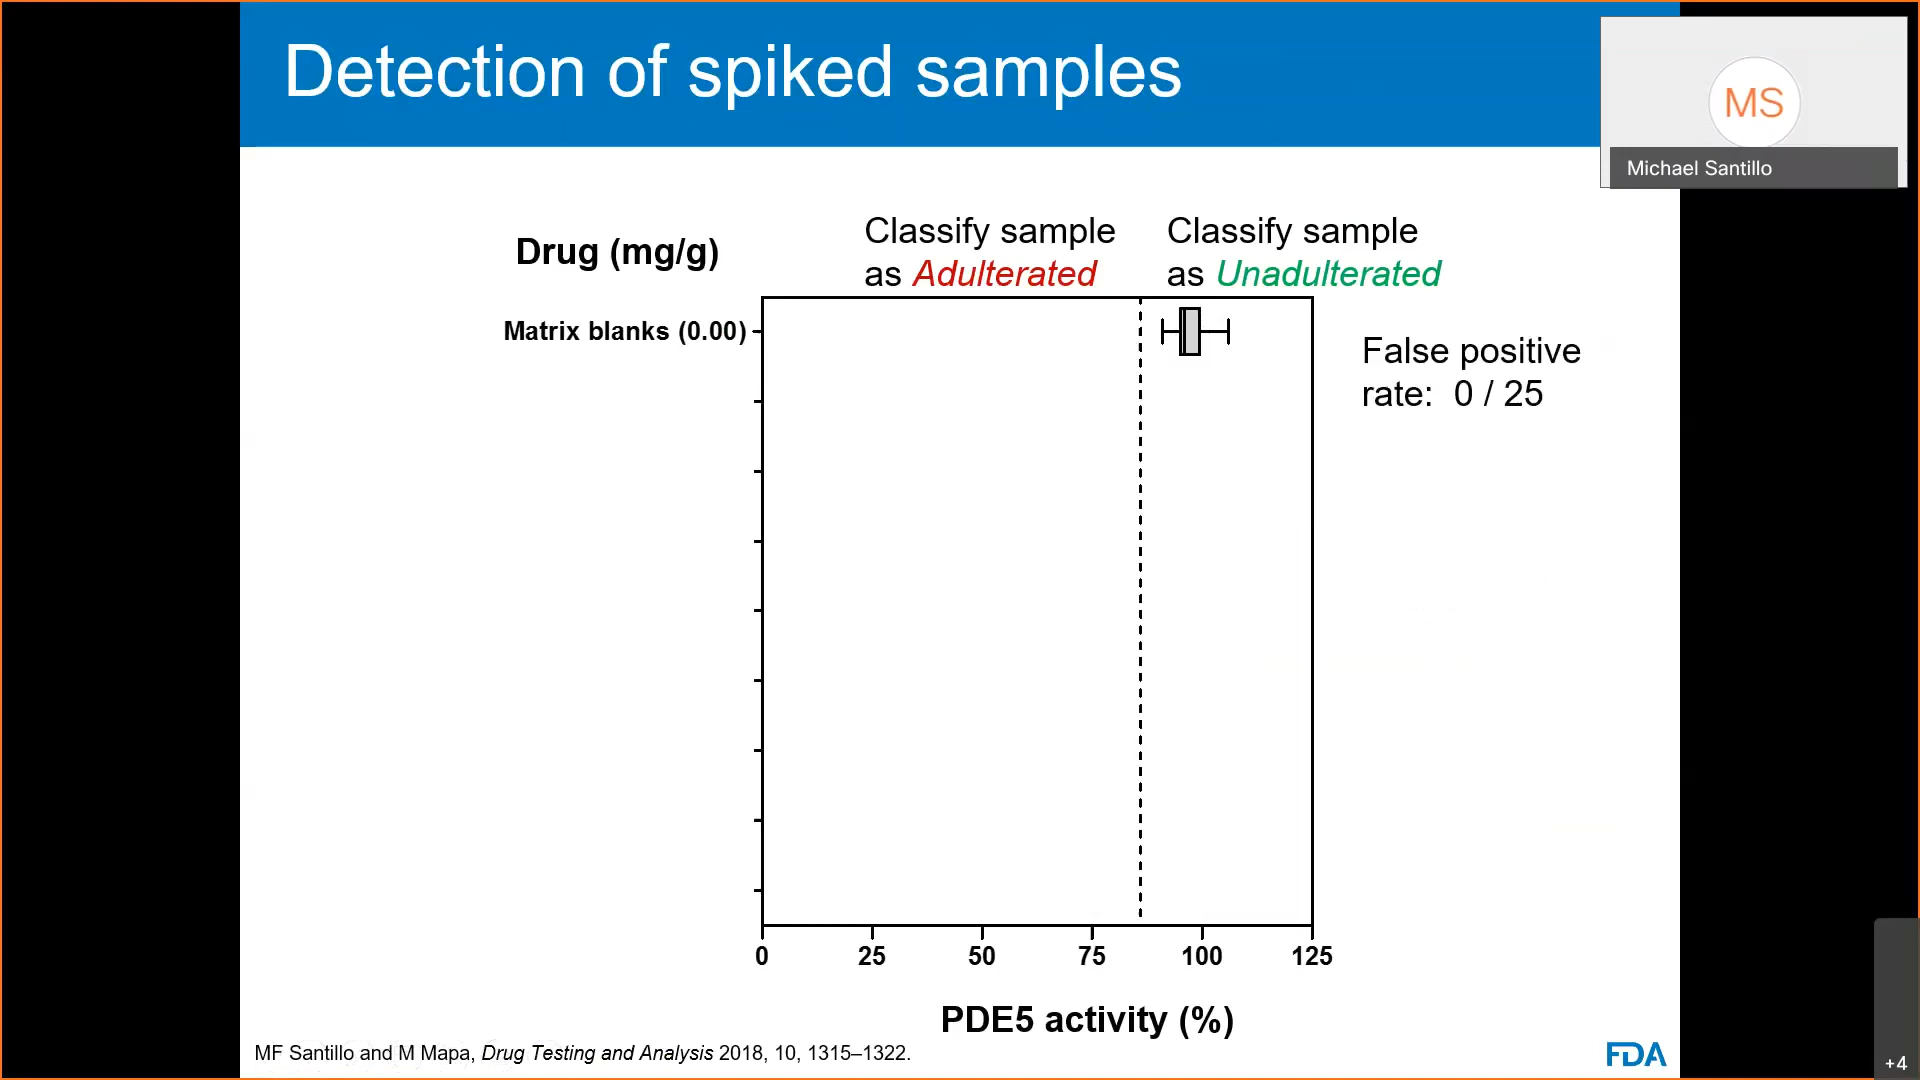 Detection of spiked samples
MS
Michael Santillo
Drug (mg/g)
Classify sample
as Adulterated
Classify sample
as Unadulterated
Matrix blanks (0.00)
False positive
rate: 0 / 25
0 25 50 75 100 125
PDE5 activity (%)
MF Santillo and M Mapa, Drug Testing and Analysis 2018, 10, 1315–1322.
FDA
+4